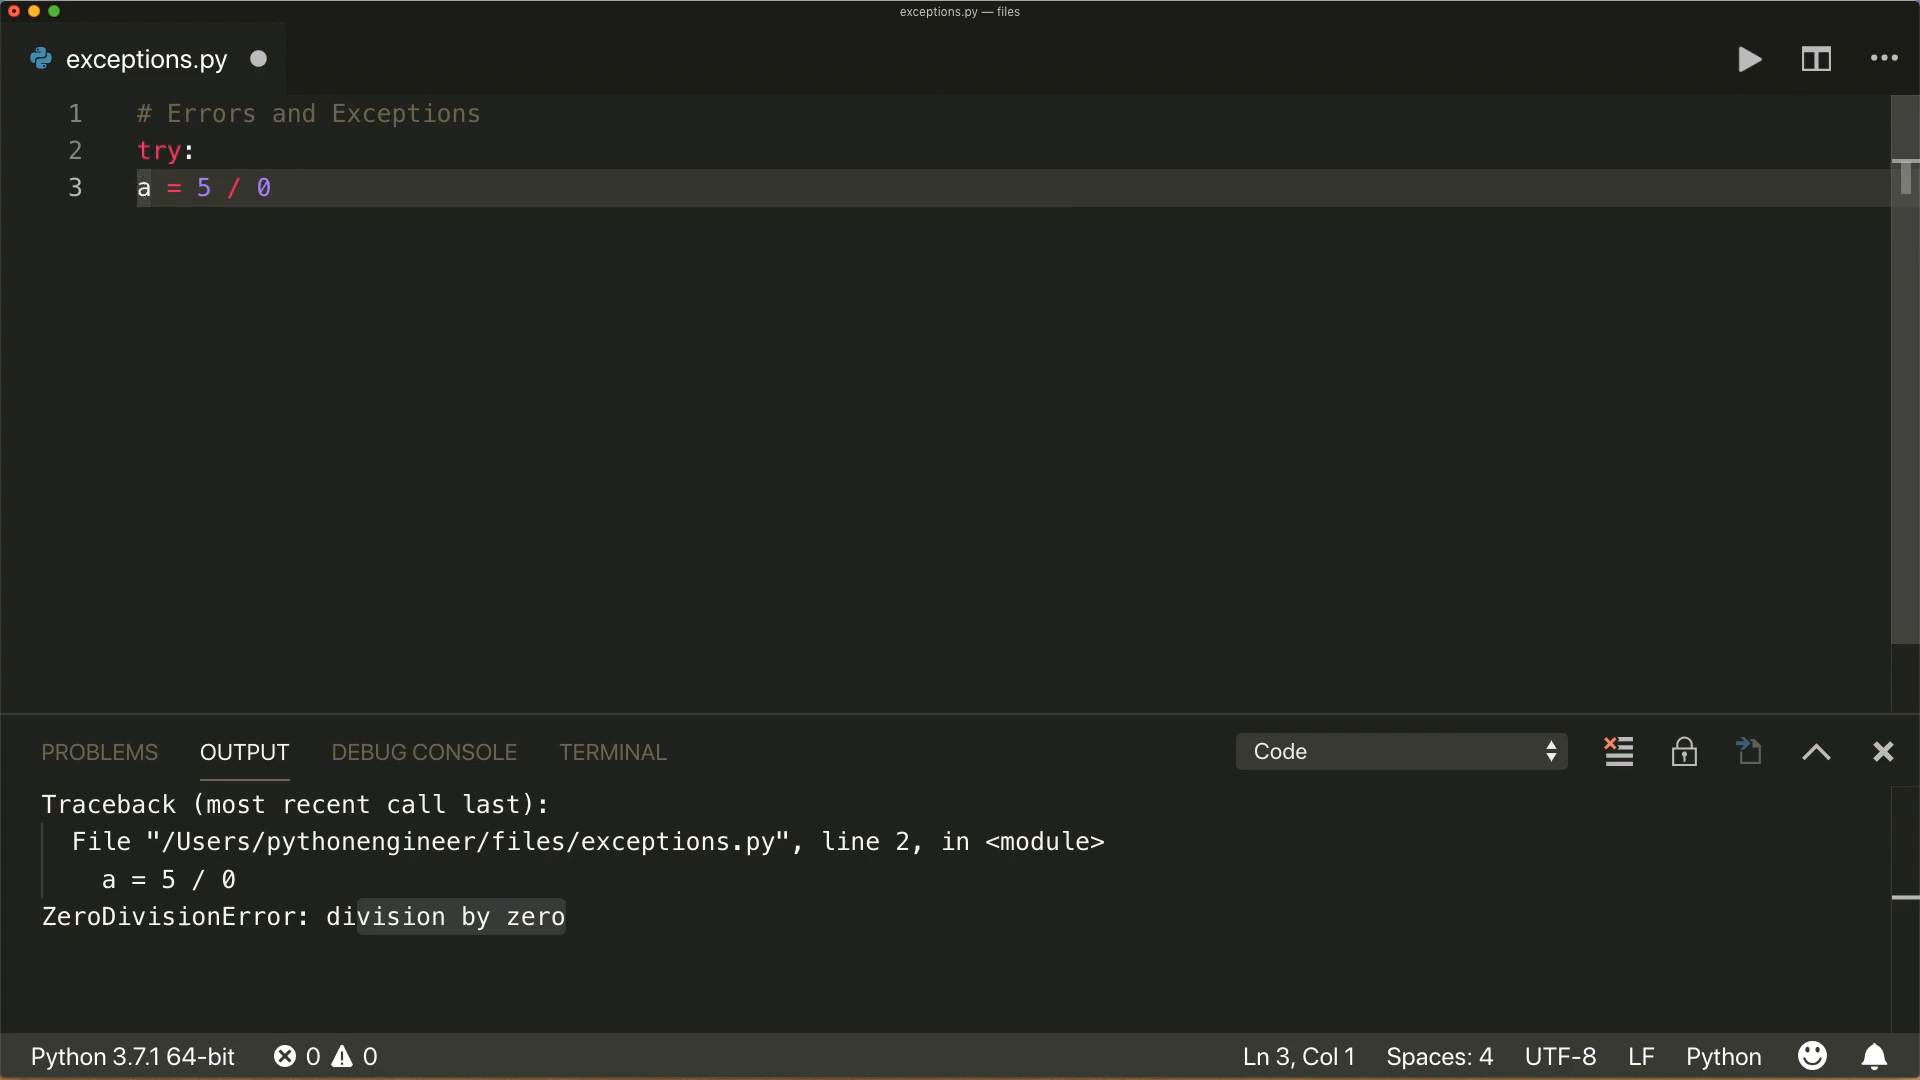 exceptions.py — files
exceptions.py
1 # Errors and Exceptions
2 try:
3 a = 5 / 0
PROBLEMS OUTPUT DEBUG CONSOLE TERMINAL Code
Traceback (most recent call last):
  File "/Users/pythonengineer/files/exceptions.py", line 2, in <module>
    a = 5 / 0
ZeroDivisionError: division by zero
Python 3.7.1 64-bit 0 0 Ln 3, Col 1 Spaces: 4 UTF-8 LF Python